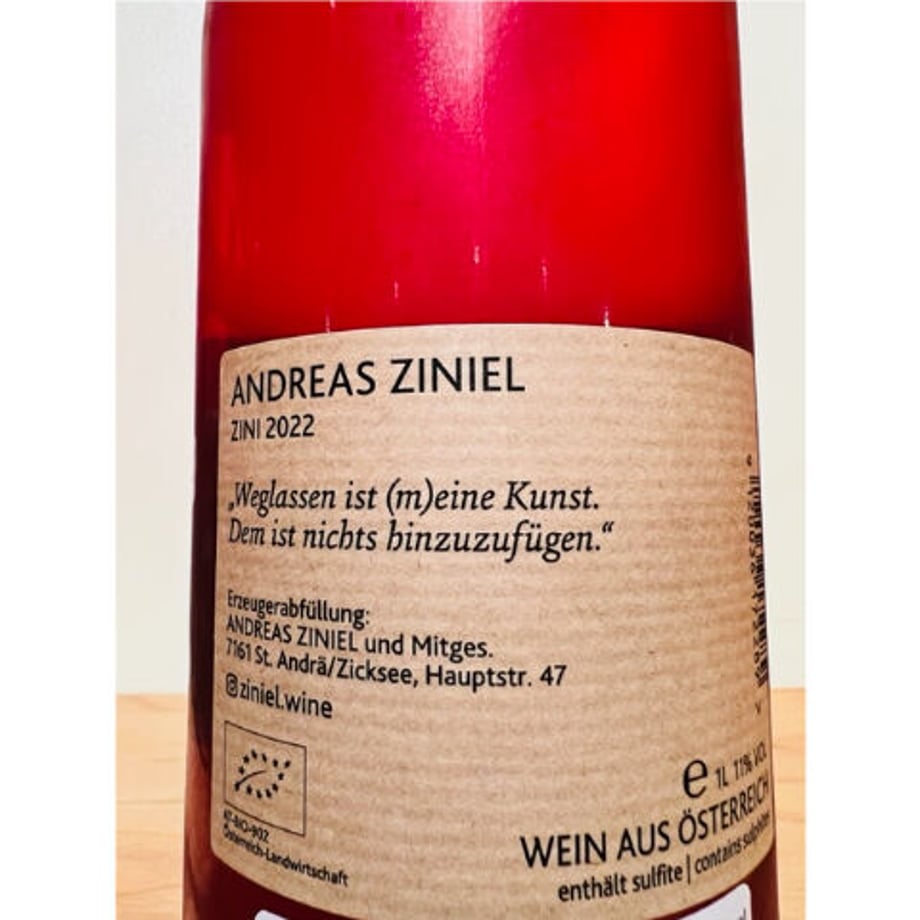 ANDREAS ZINIEL
ZINI 2022
„Weglassen ist (m)eine Kunst.
Dem ist nichts hinzuzufügen.“
Erzeugerabfüllung:
ANDREAS ZINIEL und Mitges.
7161 St. Andrä/Zicksee, Hauptstr. 47
ziniel.wine
AT-BIO-902
Österreich-Landwirtschaft
e 1L 11% VOL
WEIN AUS ÖSTERREICH
enthält sulfite | contains sulphites